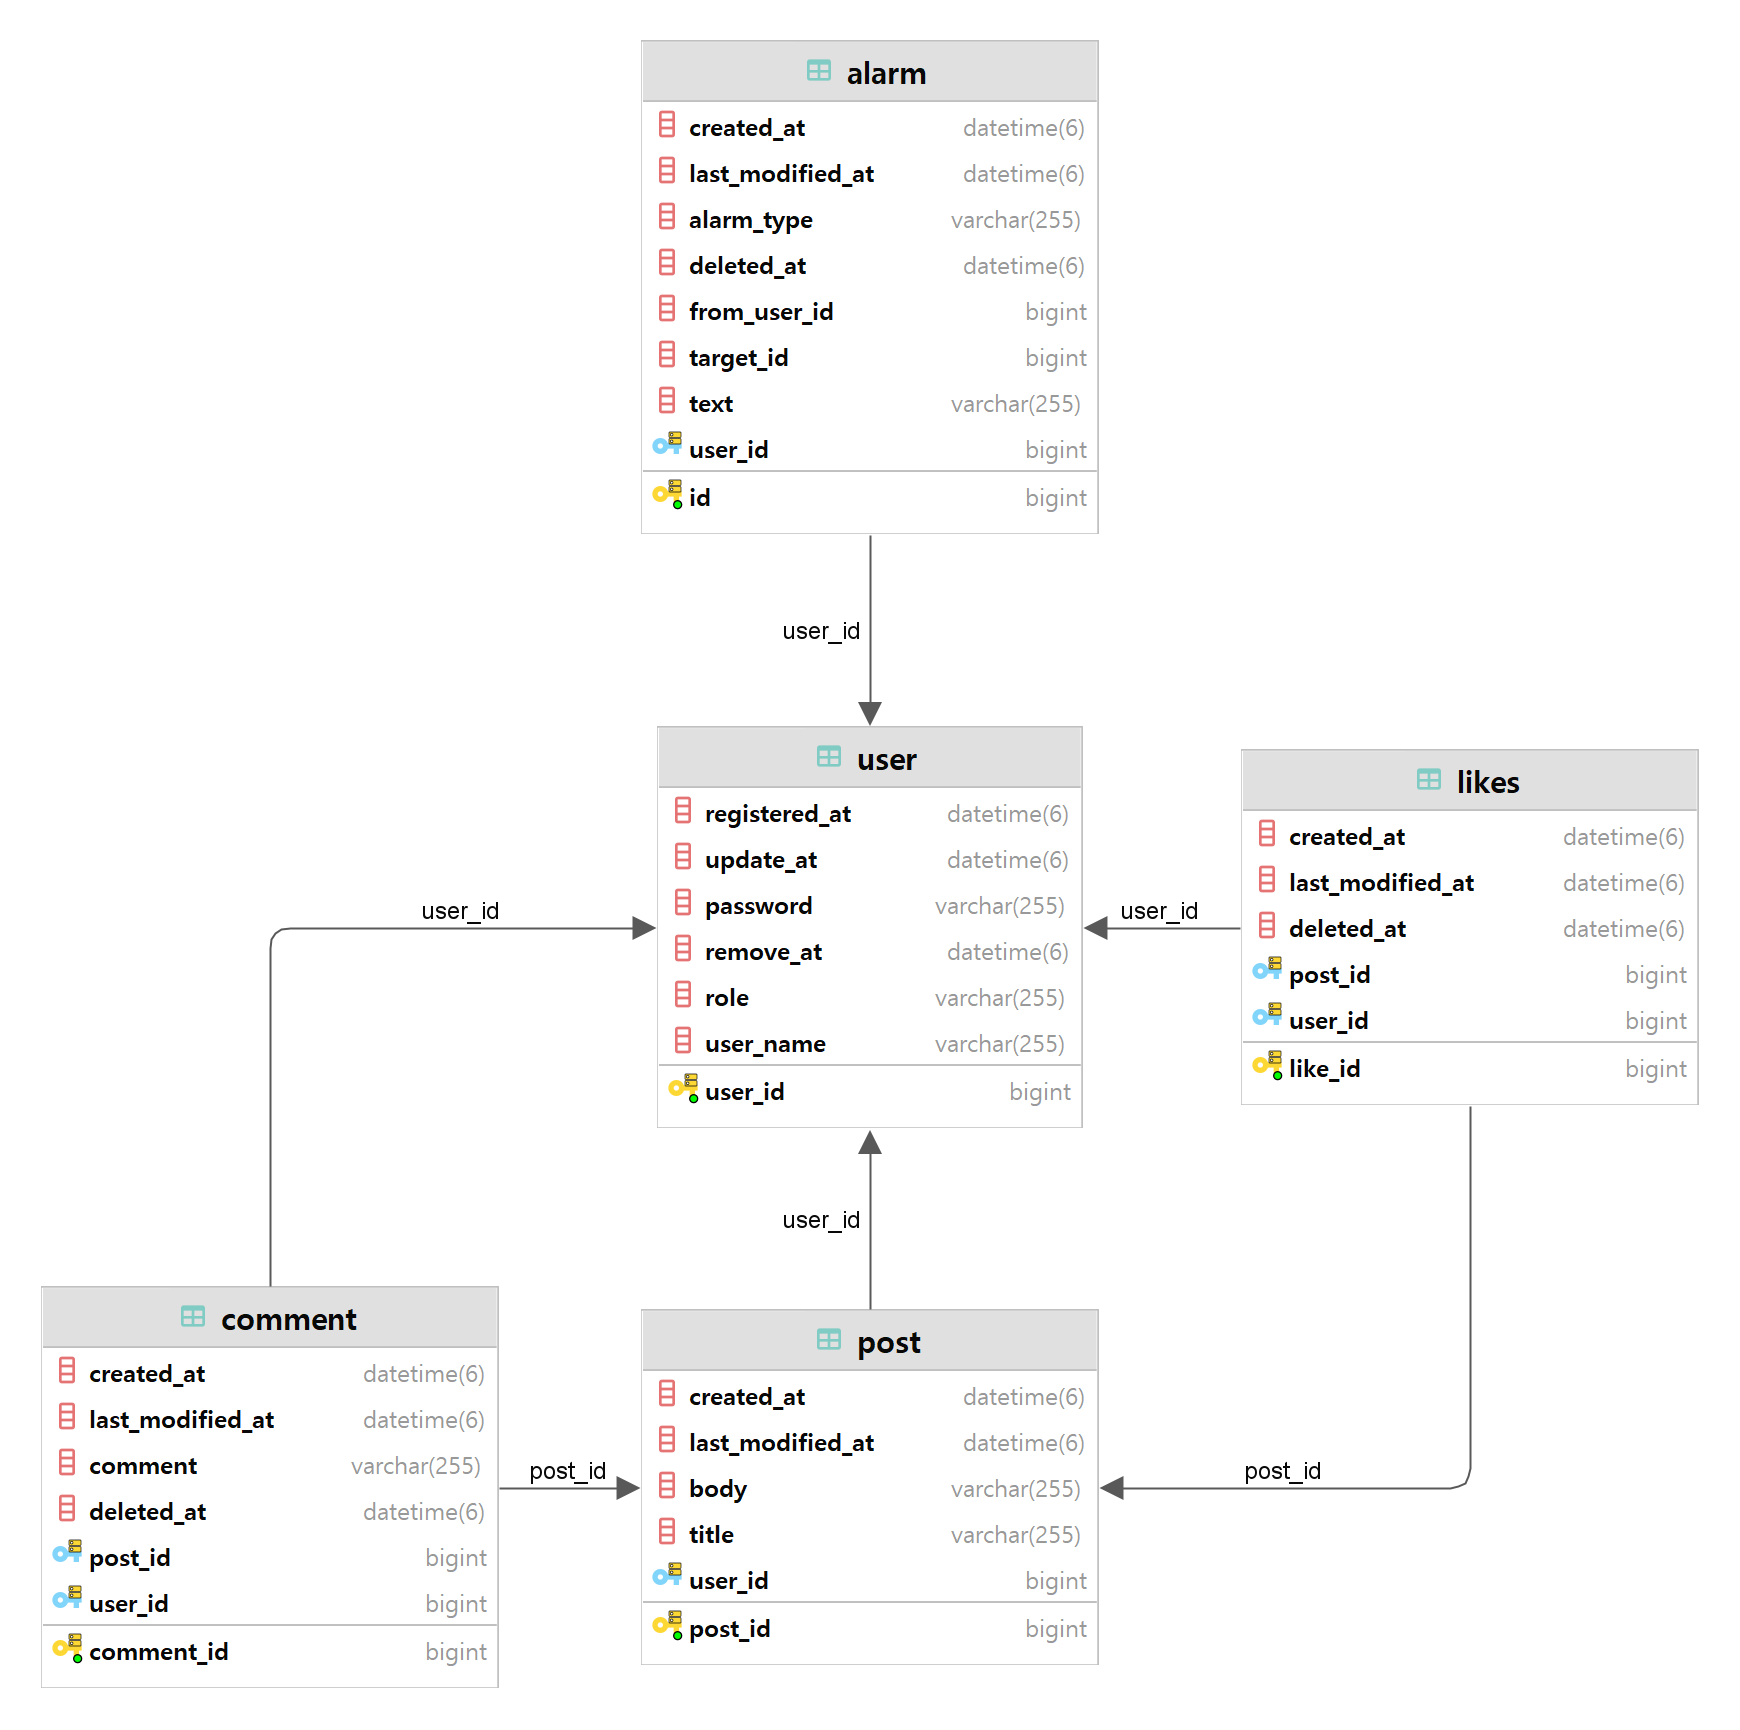 alarm
created_at datetime(6)
last_modified_at datetime(6)
alarm_type varchar(255)
deleted_at datetime(6)
from_user_id bigint
target_id bigint
text varchar(255)
user_id bigint
id bigint
user_id
user
registered_at datetime(6)
update_at datetime(6)
password varchar(255)
remove_at datetime(6)
role varchar(255)
user_name varchar(255)
user_id bigint
likes
created_at datetime(6)
last_modified_at datetime(6)
deleted_at datetime(6)
post_id bigint
user_id bigint
like_id bigint
user_id
user_id
user_id
comment
created_at datetime(6)
last_modified_at datetime(6)
comment varchar(255)
deleted_at datetime(6)
post_id bigint
user_id bigint
comment_id bigint
post_id
post
created_at datetime(6)
last_modified_at datetime(6)
body varchar(255)
title varchar(255)
user_id bigint
post_id bigint
post_id